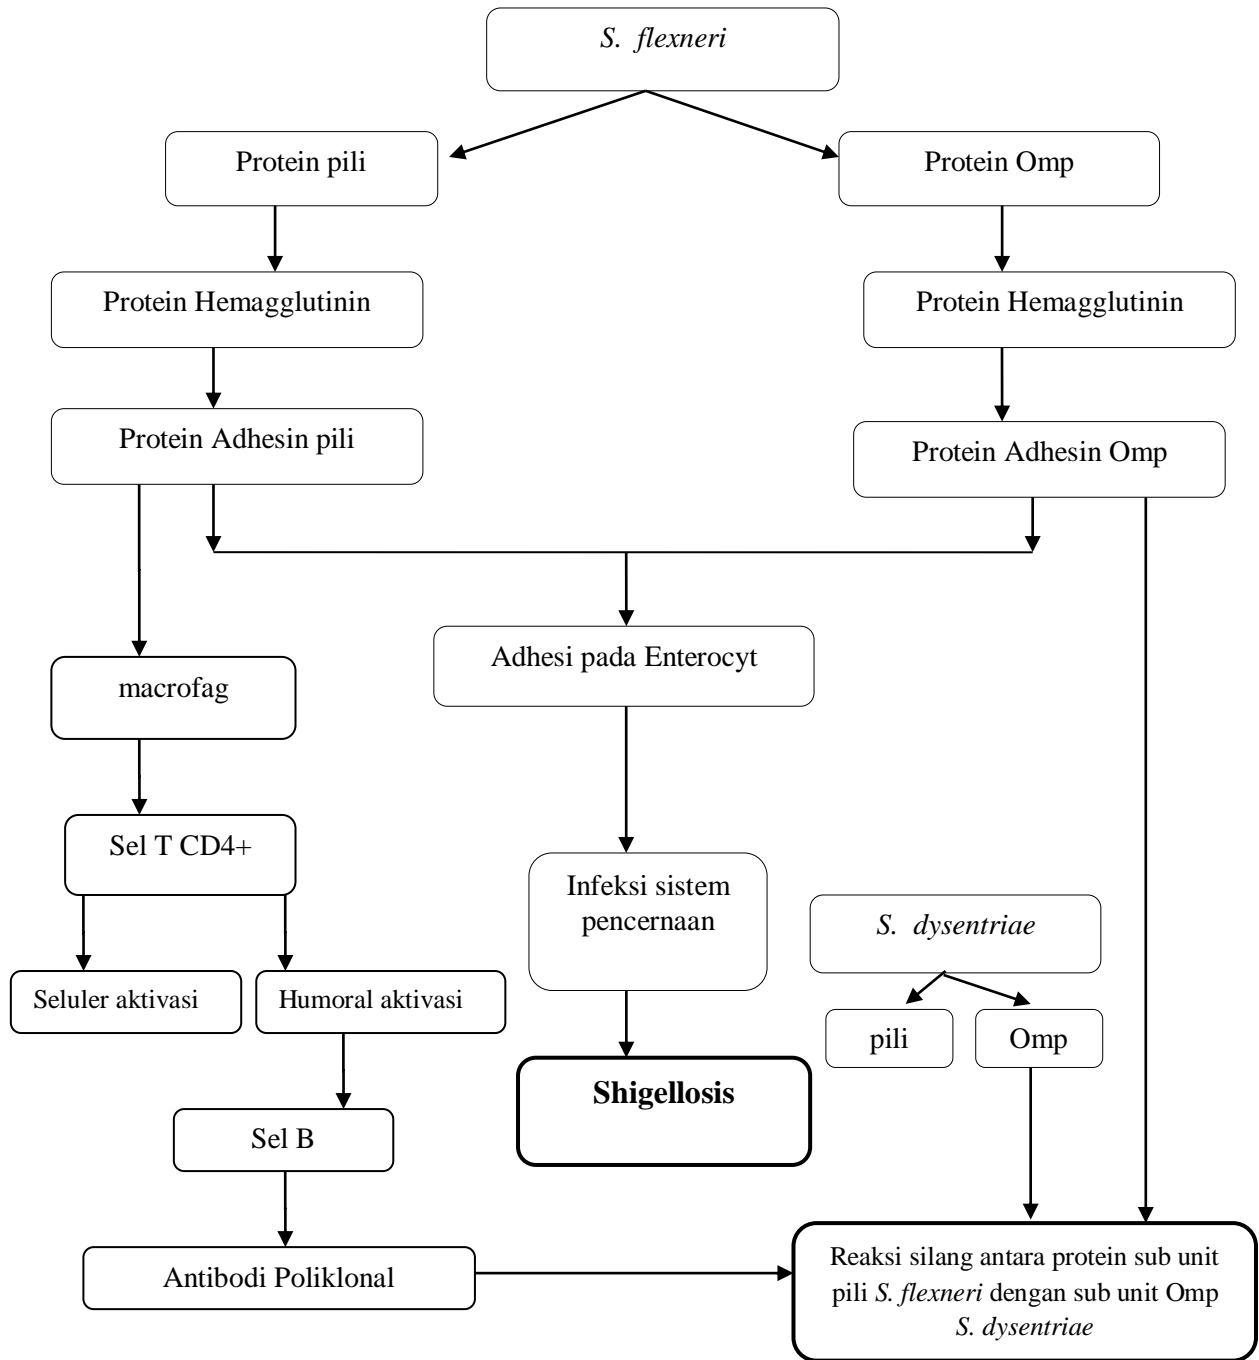 S. flexneri
Protein pili
Protein Omp
Protein Hemagglutinin
Protein Hemagglutinin
Protein Adhesin pili
Protein Adhesin Omp
Adhesi pada Enterocyt
macrofag
Sel T CD4+
Infeksi sistem
pencernaan
S. dysentriae
Seluler aktivasi
Humoral aktivasi
pili
Omp
Shigellosis
Sel B
Antibodi Poliklonal
Reaksi silang antara protein sub unit
pili S. flexneri dengan sub unit Omp
S. dysentriae